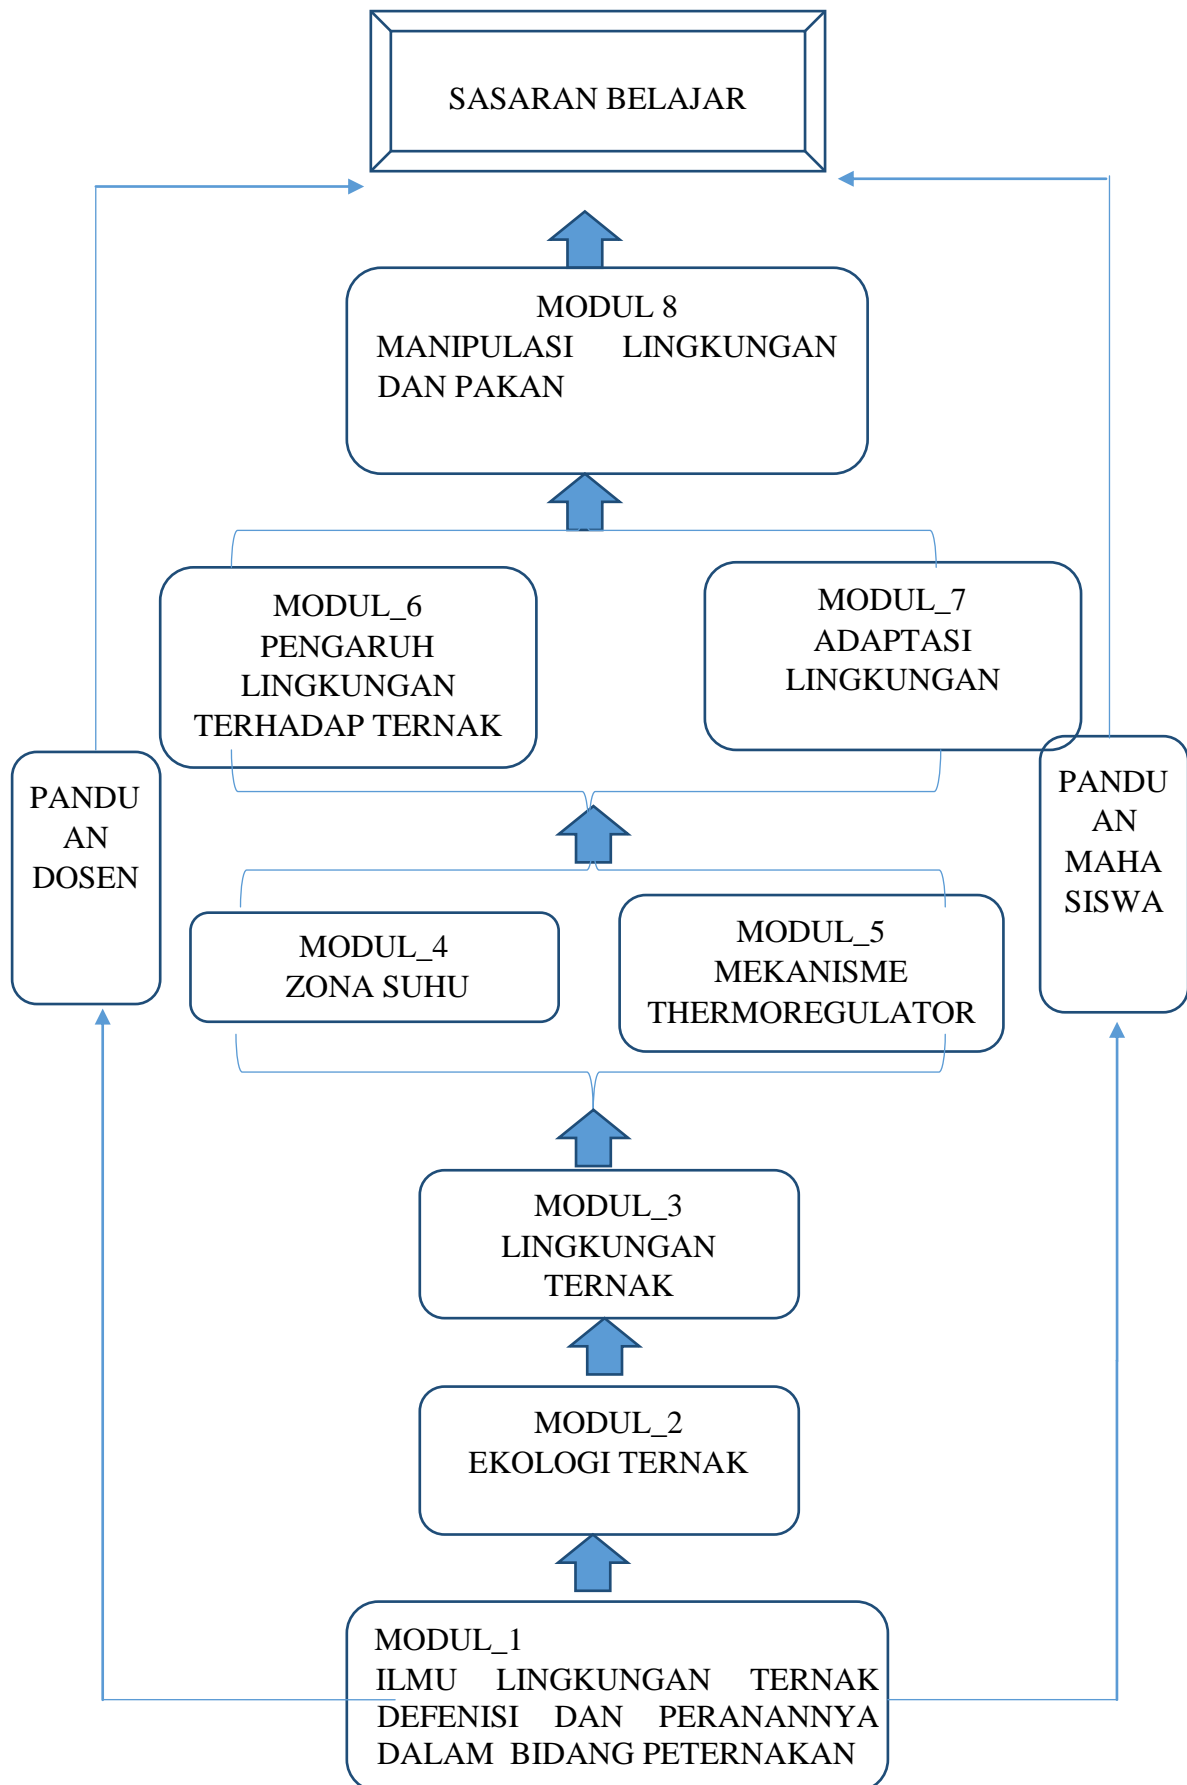 SASARAN BELAJAR
MODUL 8
MANIPULASI LINGKUNGAN
DAN PAKAN
MODUL_6
PENGARUH
LINGKUNGAN
TERHADAP TERNAK
MODUL_7
ADAPTASI
LINGKUNGAN
PANDU
AN
DOSEN
PANDU
AN
MAHA
SISWA
MODUL_4
ZONA SUHU
MODUL_5
MEKANISME
THERMOREGULATOR
MODUL_3
LINGKUNGAN
TERNAK
MODUL_2
EKOLOGI TERNAK
MODUL_1
ILMU LINGKUNGAN TERNAK
DEFENISI DAN PERANANNYA
DALAM BIDANG PETERNAKAN